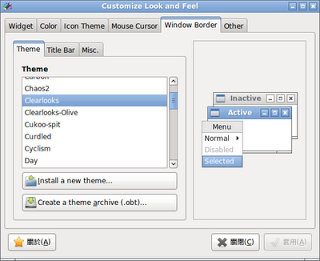 Customize Look and Feel
Widget Color Icon Theme Mouse Cursor Window Border Other
Theme Title Bar Misc.
Theme
Chaos2
Clearlooks
Clearlooks-Olive
Cukoo-spit
Curdled
Cyclism
Day
Install a new theme...
Create a theme archive (.obt)...
Inactive
Active
Menu
Normal
Disabled
Selected
關於(A)
關閉(C)
套用(A)